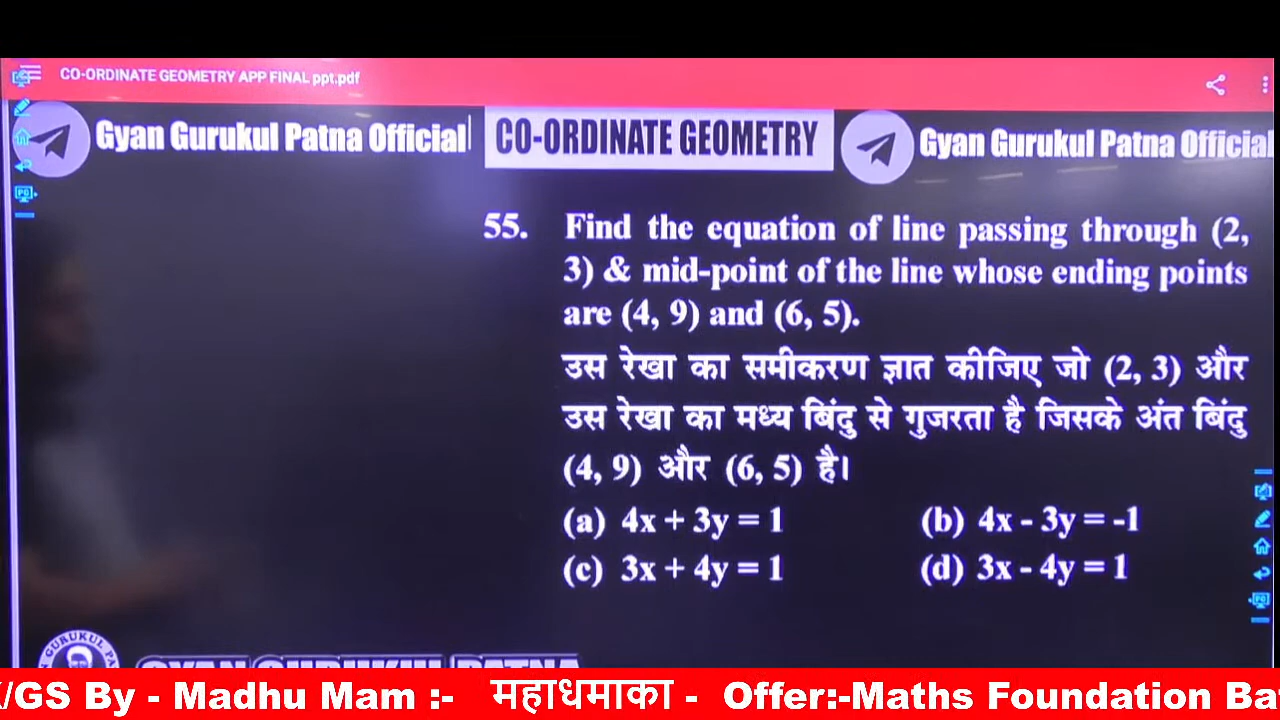 CO-ORDINATE GEOMETRY APP FINAL ppt.pdf
Gyan Gurukul Patna Official
CO-ORDINATE GEOMETRY
Gyan Gurukul Patna Official
55. Find the equation of line passing through (2,
3) & mid-point of the line whose ending points
are (4, 9) and (6, 5).
उस रेखा का समीकरण ज्ञात कीजिए जो (2, 3) और
उस रेखा का मध्य बिंदु से गुजरता है जिसके अंत बिंदु
(4, 9) और (6, 5) है।
(a) 4x + 3y = 1 (b) 4x - 3y = -1
(c) 3x + 4y = 1 (d) 3x - 4y = 1
GYAN GURUKUL PATNA
/GS By - Madhu Mam :- महाधमाका - Offer:-Maths Foundation Ba